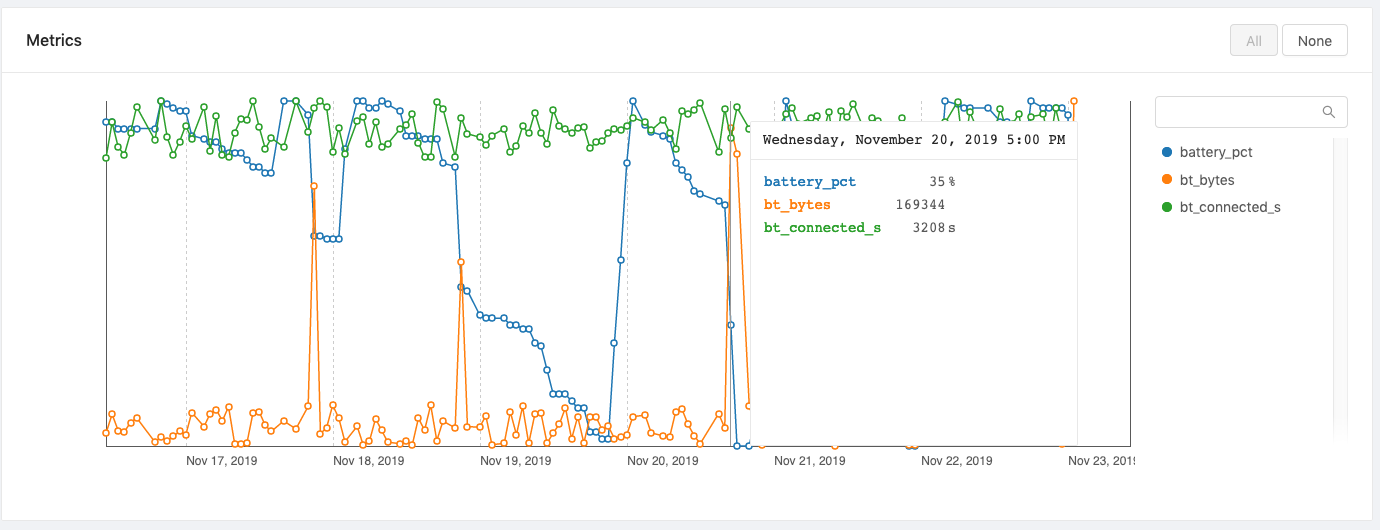 Metrics
All
None
Wednesday, November 20, 2019 5:00 PM
battery_pct 35%
bt_bytes 169344
bt_connected_s 3208s
battery_pct
bt_bytes
bt_connected_s
Nov 17, 2019
Nov 18, 2019
Nov 19, 2019
Nov 20, 2019
Nov 21, 2019
Nov 22, 2019
Nov 23, 201